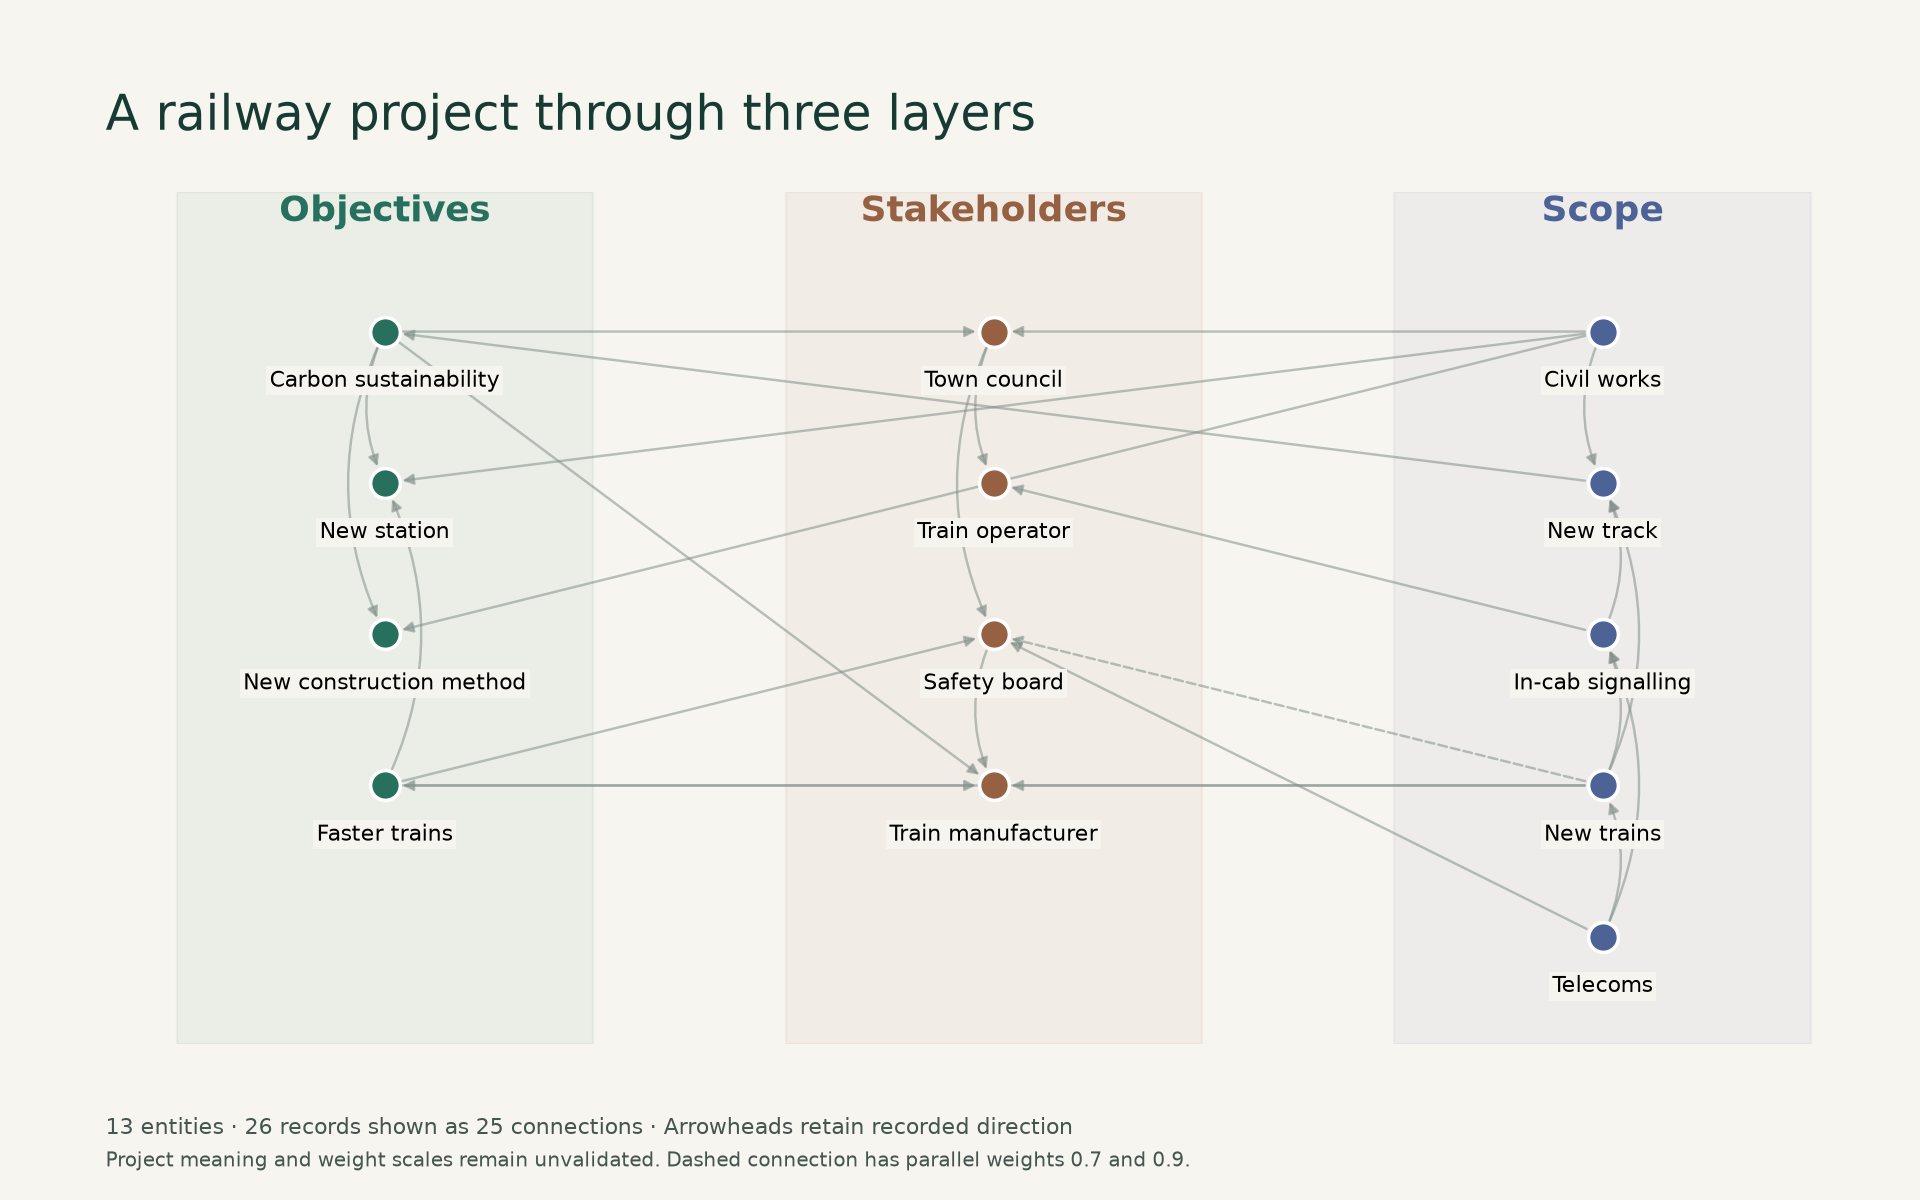 A railway project through three layers
Objectives
Stakeholders
Scope
Carbon sustainability
Town council
Civil works
New station
Train operator
New track
New construction method
Safety board
In-cab signalling
Faster trains
Train manufacturer
New trains
Telecoms
13 entities · 26 records shown as 25 connections · Arrowheads retain recorded direction
Project meaning and weight scales remain unvalidated. Dashed connection has parallel weights 0.7 and 0.9.